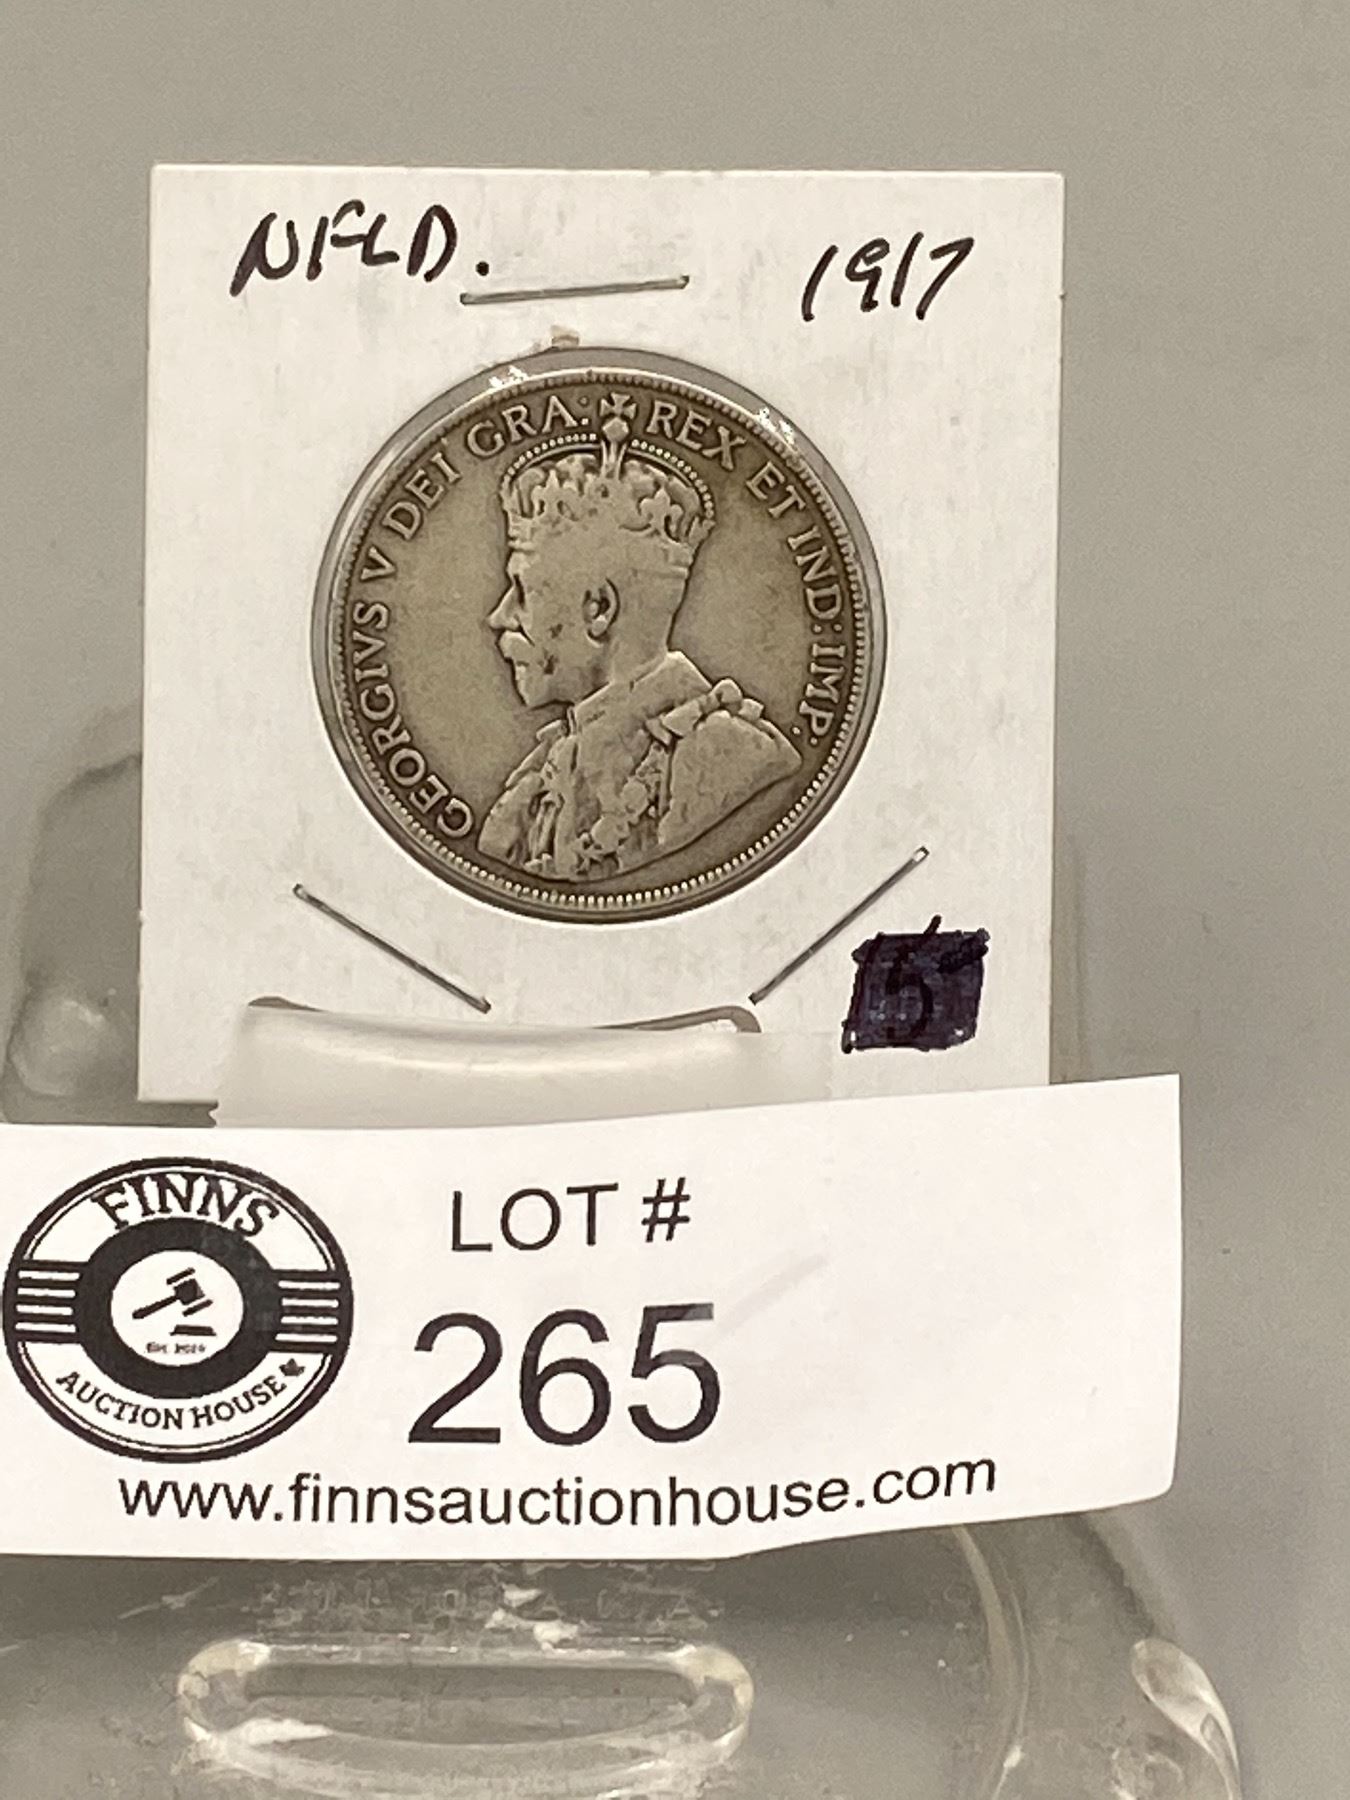 NFLD. 1917
GEORGIVS V DEI GRA: REX ET IND: IMP.
5
FINNS
AUCTION HOUSE
LOT #
265
www.finnsauctionhouse.com